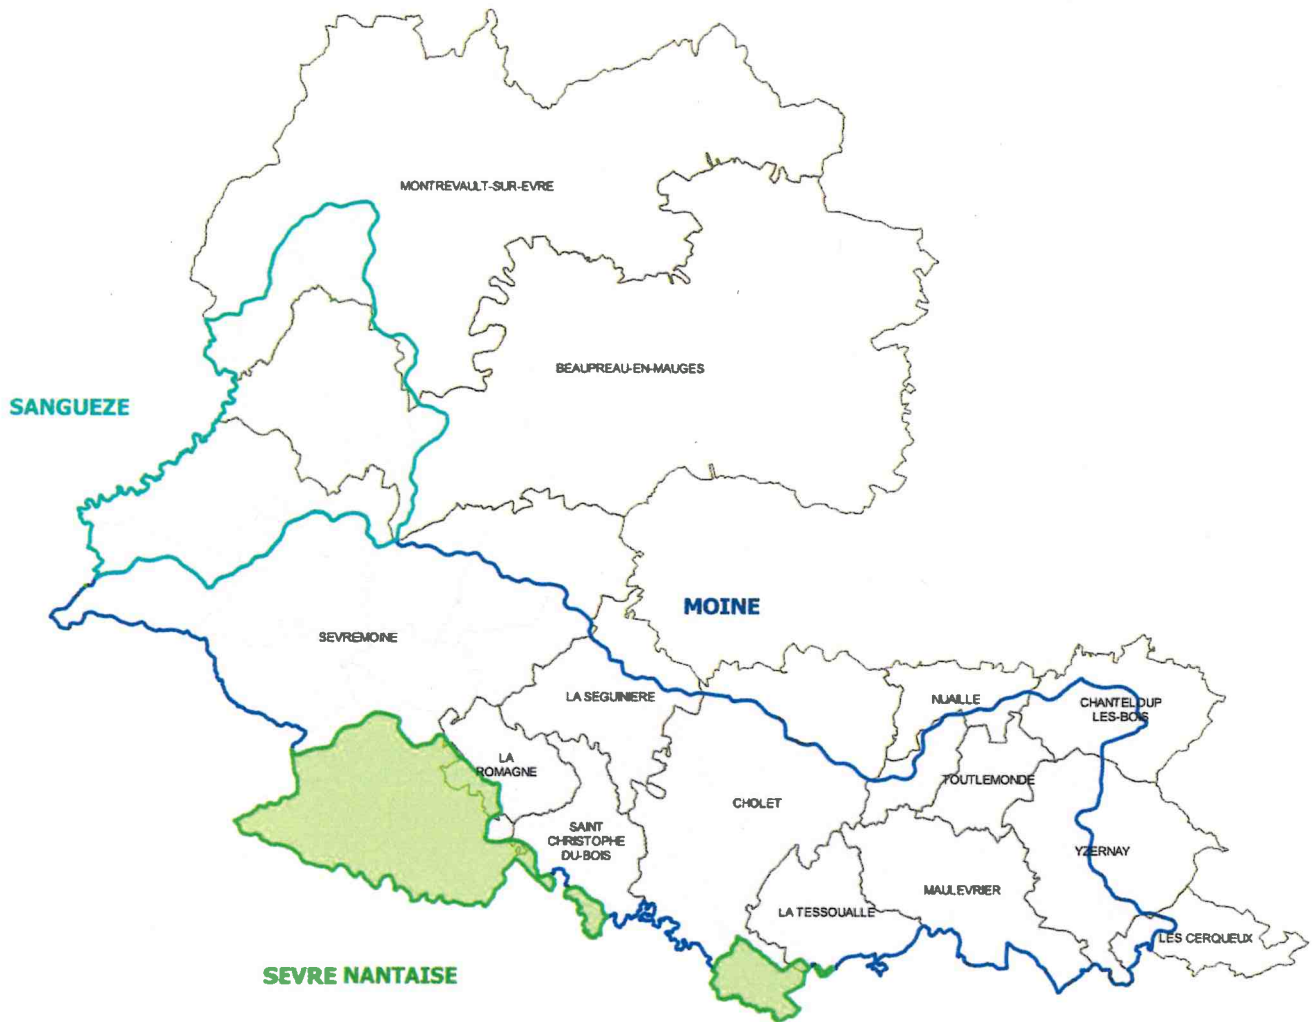 MONTREVAULT-SUR-EVRE
BEAUPREAU-EN-MAUGES
SANGUEZE
MOINE
SEVREMOINE
LA SEGUINIERE
NUAILLE
CHANTELOUP
LES-BOIS
LA
ROMAGNE
TOUTLEMONDE
CHOLET
SAINT
CHRISTOPHE
DU-BOIS
YZERNAY
MAULEVRIER
LA TESSOUALLE
LES CERQUEUX
SEVRE NANTAISE